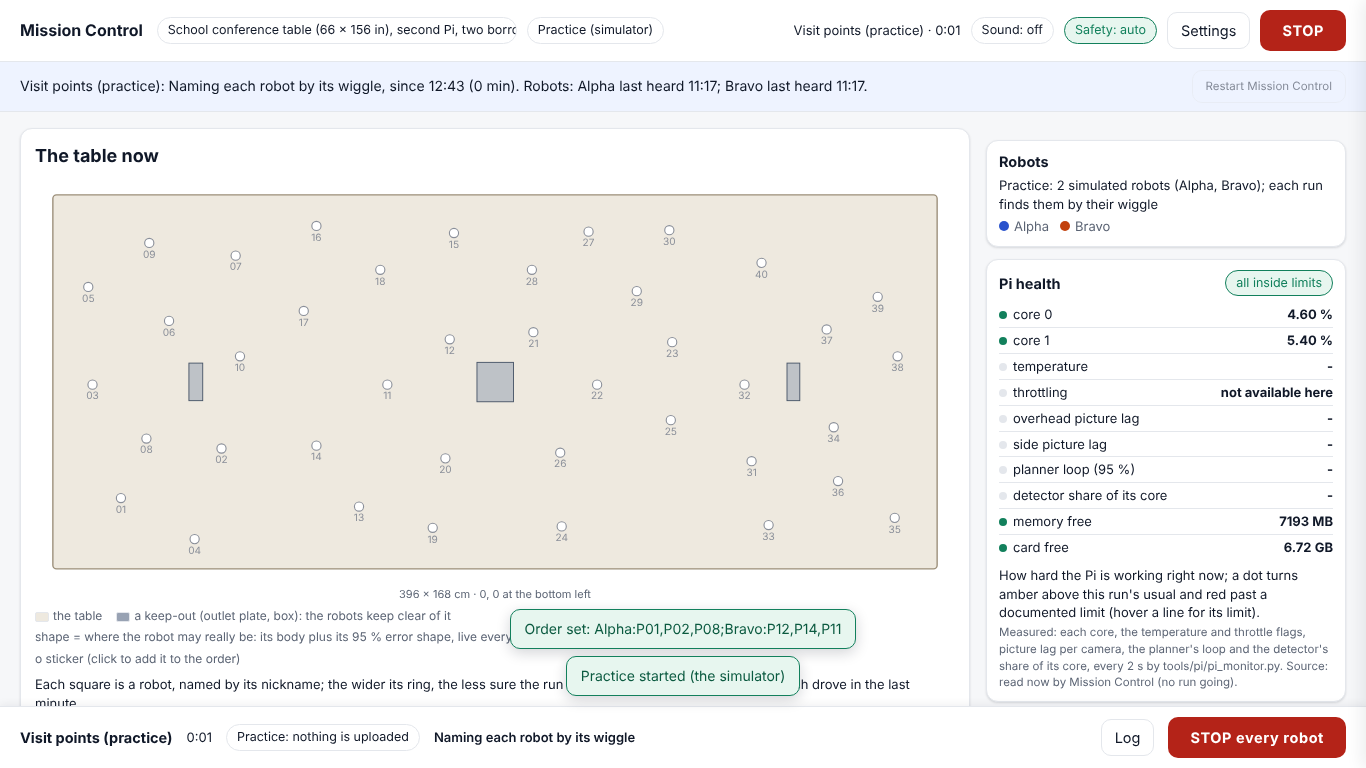 Mission Control
School conference table (66 × 156 in), second Pi, two borro
Practice (simulator)
Visit points (practice) · 0:01
Sound: off
Safety: auto
Settings
STOP
Visit points (practice): Naming each robot by its wiggle, since 12:43 (0 min). Robots: Alpha last heard 11:17; Bravo last heard 11:17.
Restart Mission Control
The table now
16
15
27
30
09
07
18
28
40
05
29
39
06
17
12
21
23
37
10
38
03
11
22
32
25
08
02
14
20
26
34
31
36
01
13
19
24
33
35
04
396 × 168 cm · 0, 0 at the bottom left
the table
a keep-out (outlet plate, box): the robots keep clear of it
shape = where the robot may really be: its body plus its 95 % error shape, live every
o sticker (click to add it to the order)
Each square is a robot, named by its nickname; the wider its ring, the less sure the run
h drove in the last
minute
Order set: Alpha:P01,P02,P08;Bravo:P12,P14,P11
Practice started (the simulator)
Robots
Practice: 2 simulated robots (Alpha, Bravo); each run
finds them by their wiggle
Alpha
Bravo
Pi health
all inside limits
core 0 4.60 %
core 1 5.40 %
temperature -
throttling not available here
overhead picture lag -
side picture lag -
planner loop (95 %) -
detector share of its core -
memory free 7193 MB
card free 6.72 GB
How hard the Pi is working right now; a dot turns
amber above this run's usual and red past a
documented limit (hover a line for its limit).
Measured: each core, the temperature and throttle flags,
picture lag per camera, the planner's loop and the detector's
share of its core, every 2 s by tools/pi/pi_monitor.py. Source:
read now by Mission Control (no run going).
Visit points (practice)
0:01
Practice: nothing is uploaded
Naming each robot by its wiggle
Log
STOP every robot